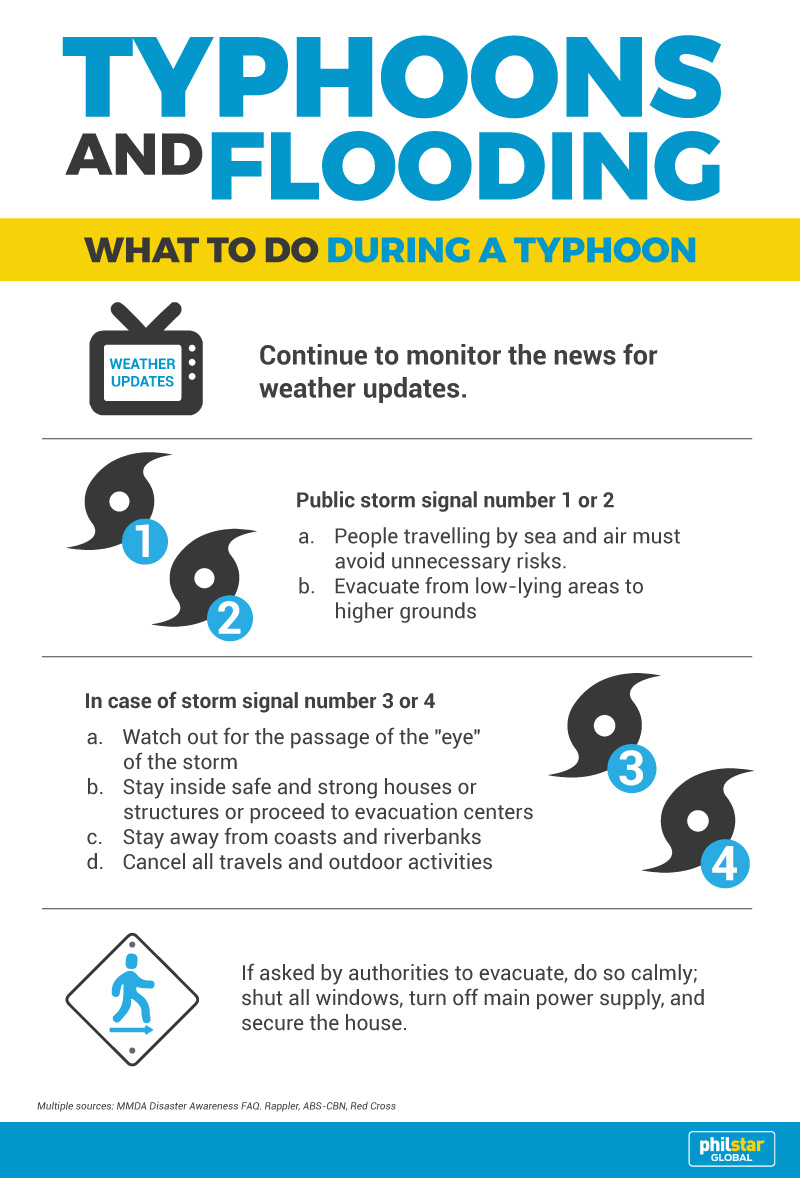 TYPHOONS
AND FLOODING
WHAT TO DO DURING A TYPHOON
WEATHER
UPDATES
Continue to monitor the news for
weather updates.
1
2
Public storm signal number 1 or 2
a. People travelling by sea and air must
avoid unnecessary risks.
b. Evacuate from low-lying areas to
higher grounds
In case of storm signal number 3 or 4
a. Watch out for the passage of the "eye"
of the storm
b. Stay inside safe and strong houses or
structures or proceed to evacuation centers
c. Stay away from coasts and riverbanks
d. Cancel all travels and outdoor activities
3
4
If asked by authorities to evacuate, do so calmly;
shut all windows, turn off main power supply, and
secure the house.
Multiple sources: MMDA Disaster Awareness FAQ. Rappler, ABS-CBN, Red Cross
philstar
GLOBAL